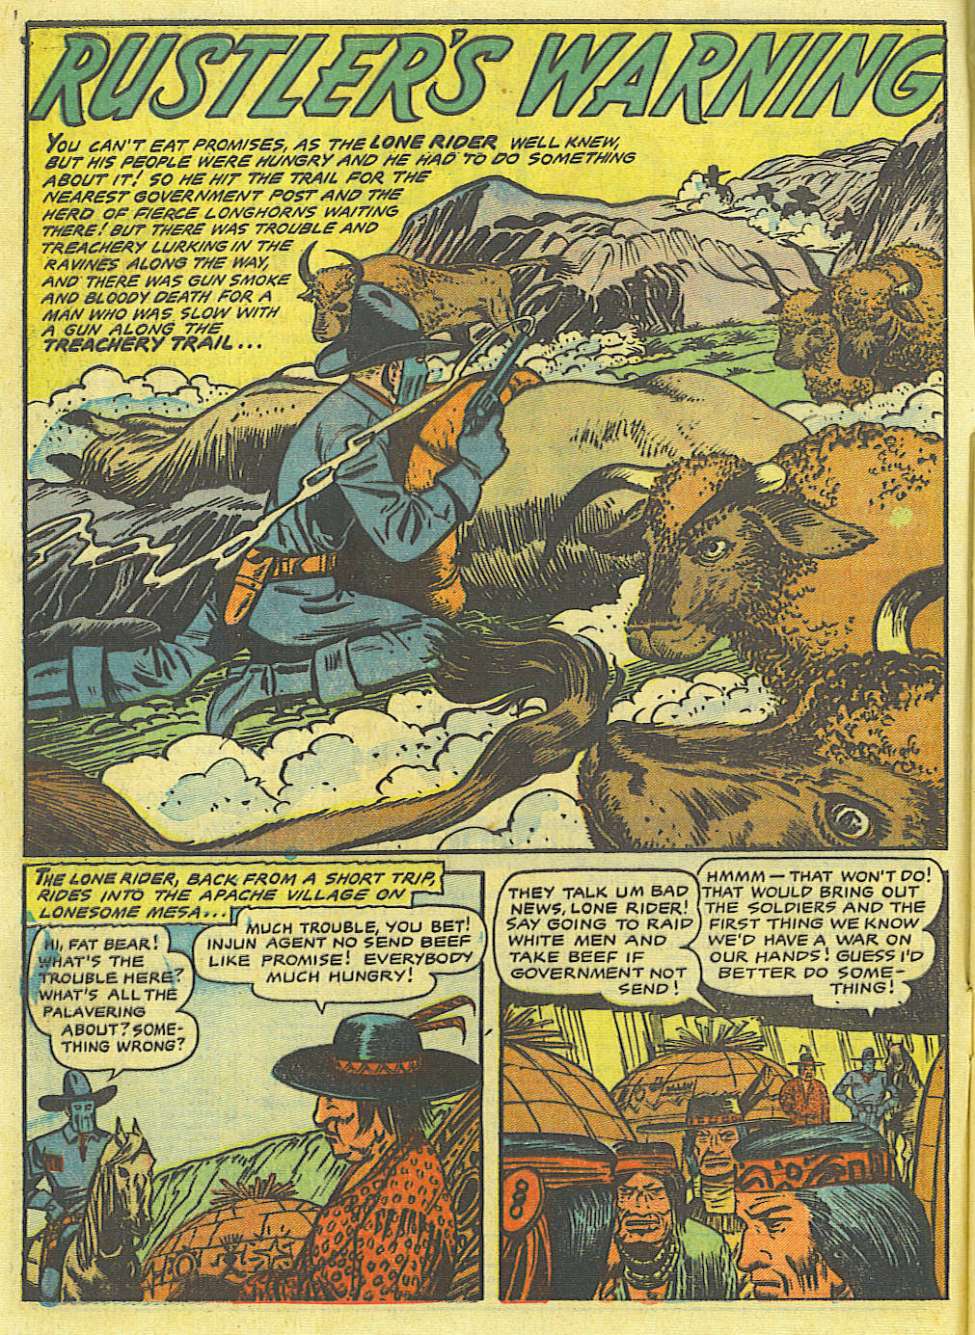 RUSTLER'S WARNING
YOU CAN'T EAT PROMISES, AS THE LONE RIDER WELL KNEW,
BUT HIS PEOPLE WERE HUNGRY AND HE HAD TO DO SOMETHING
ABOUT IT! SO HE HIT THE TRAIL FOR THE
NEAREST GOVERNMENT POST AND THE
HERD OF FIERCE LONGHORNS WAITING
THERE! BUT THERE WAS TROUBLE AND
TREACHERY LURKING IN THE
RAVINES ALONG THE WAY,
AND THERE WAS GUN SMOKE
AND BLOODY DEATH FOR A
MAN WHO WAS SLOW WITH
A GUN ALONG THE
TREACHERY TRAIL...
THE LONE RIDER, BACK FROM A SHORT TRIP,
RIDES INTO THE APACHE VILLAGE ON
LONESOME MESA...
HI, FAT BEAR!
WHAT'S THE
TROUBLE HERE?
WHAT'S ALL THE
PALAVERING
ABOUT? SOME-
THING WRONG?
MUCH TROUBLE, YOU BET!
INJUN AGENT NO SEND BEEF
LIKE PROMISE! EVERYBODY
MUCH HUNGRY!
THEY TALK UM BAD
NEWS, LONE RIDER!
SAY GOING TO RAID
WHITE MEN AND
TAKE BEEF IF
GOVERNMENT NOT
SEND!
HMMM — THAT WON'T DO!
THAT WOULD BRING OUT
THE SOLDIERS AND THE
FIRST THING WE KNOW
WE'D HAVE A WAR ON
OUR HANDS! GUESS I'D
BETTER DO SOME-
THING!